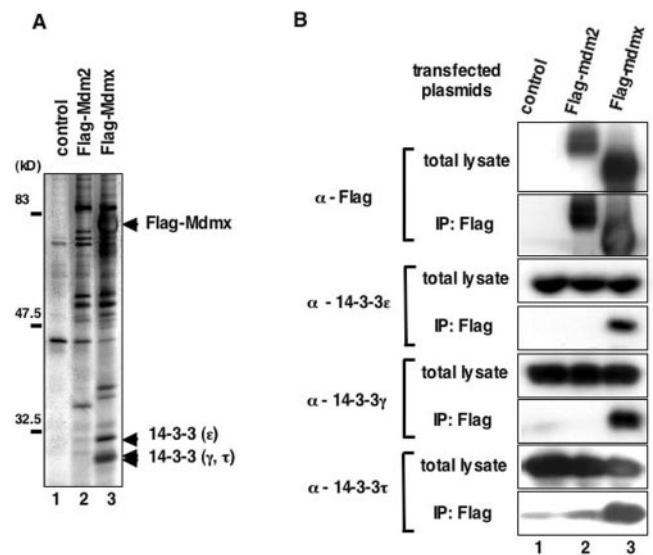 A
control
Flag-Mdm2
Flag-Mdmx
(kD)
83
47.5
32.5
Flag-Mdmx
14-3-3 (ε)
14-3-3 (γ, τ)
1 2 3
B
transfected
plasmids
control
Flag-mdm2
Flag-mdmx
α - Flag
total lysate
IP: Flag
α - 14-3-3ε
total lysate
IP: Flag
α - 14-3-3γ
total lysate
IP: Flag
α - 14-3-3τ
total lysate
IP: Flag
1 2 3